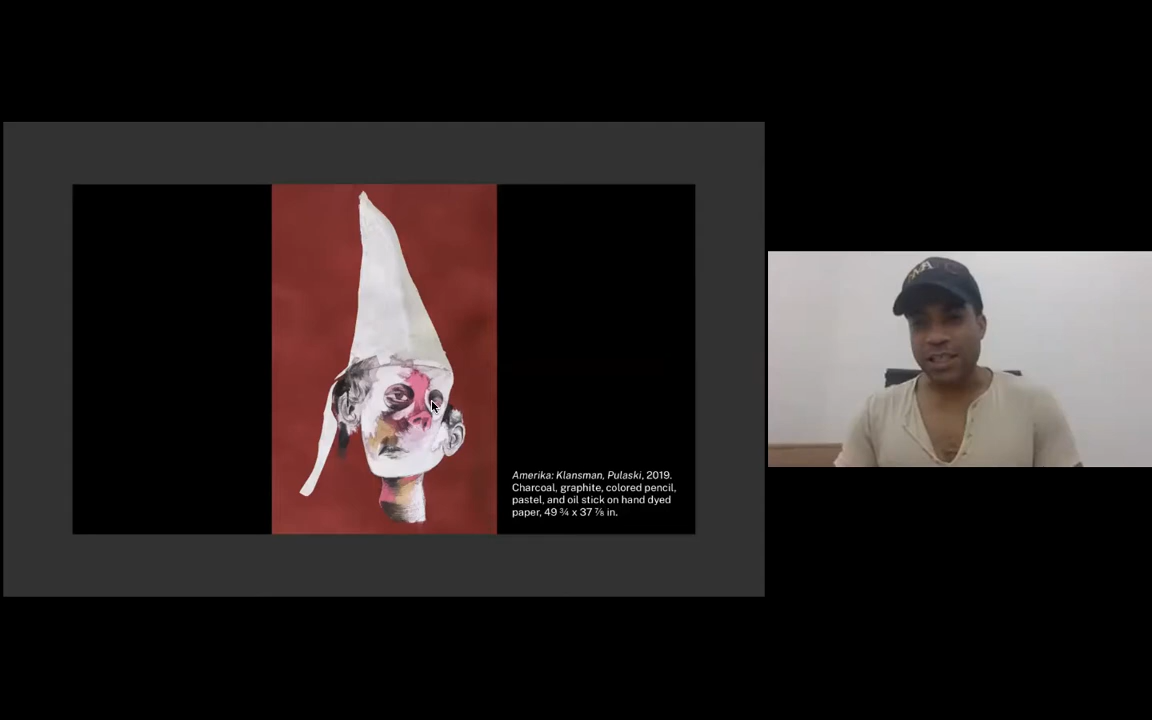 Amerika: Klansman, Pulaski, 2019.
Charcoal, graphite, colored pencil,
pastel, and oil stick on hand dyed
paper, 49 ¾ x 37 ⅞ in.